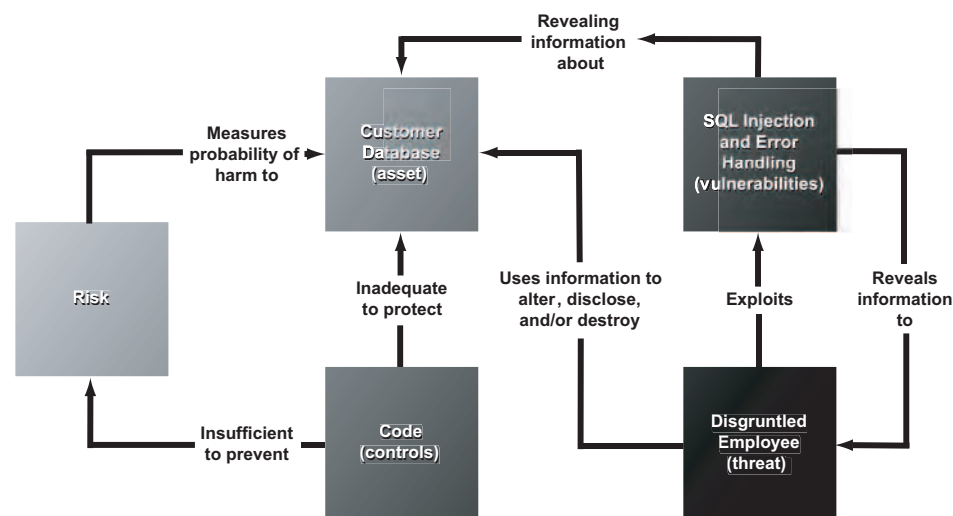 Revealing
information
about
Customer
Database
(asset)
SQL Injection
and Error
Handling
(vulnerabilities)
Measures
probability of
harm to
Risk
Inadequate
to protect
Uses information to
alter, disclose,
and/or destroy
Exploits
Reveals
information
to
Insufficient
to prevent
Code
(controls)
Disgruntled
Employee
(threat)